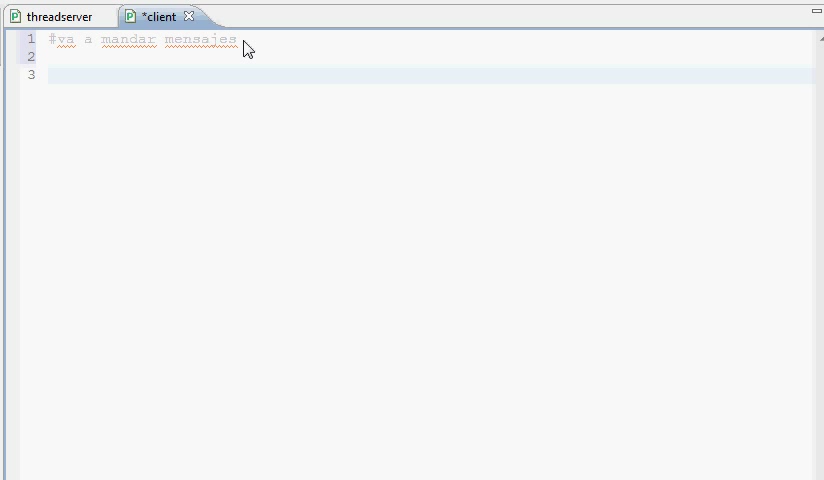 threadserver *client
1 #va a mandar mensajes
2
3